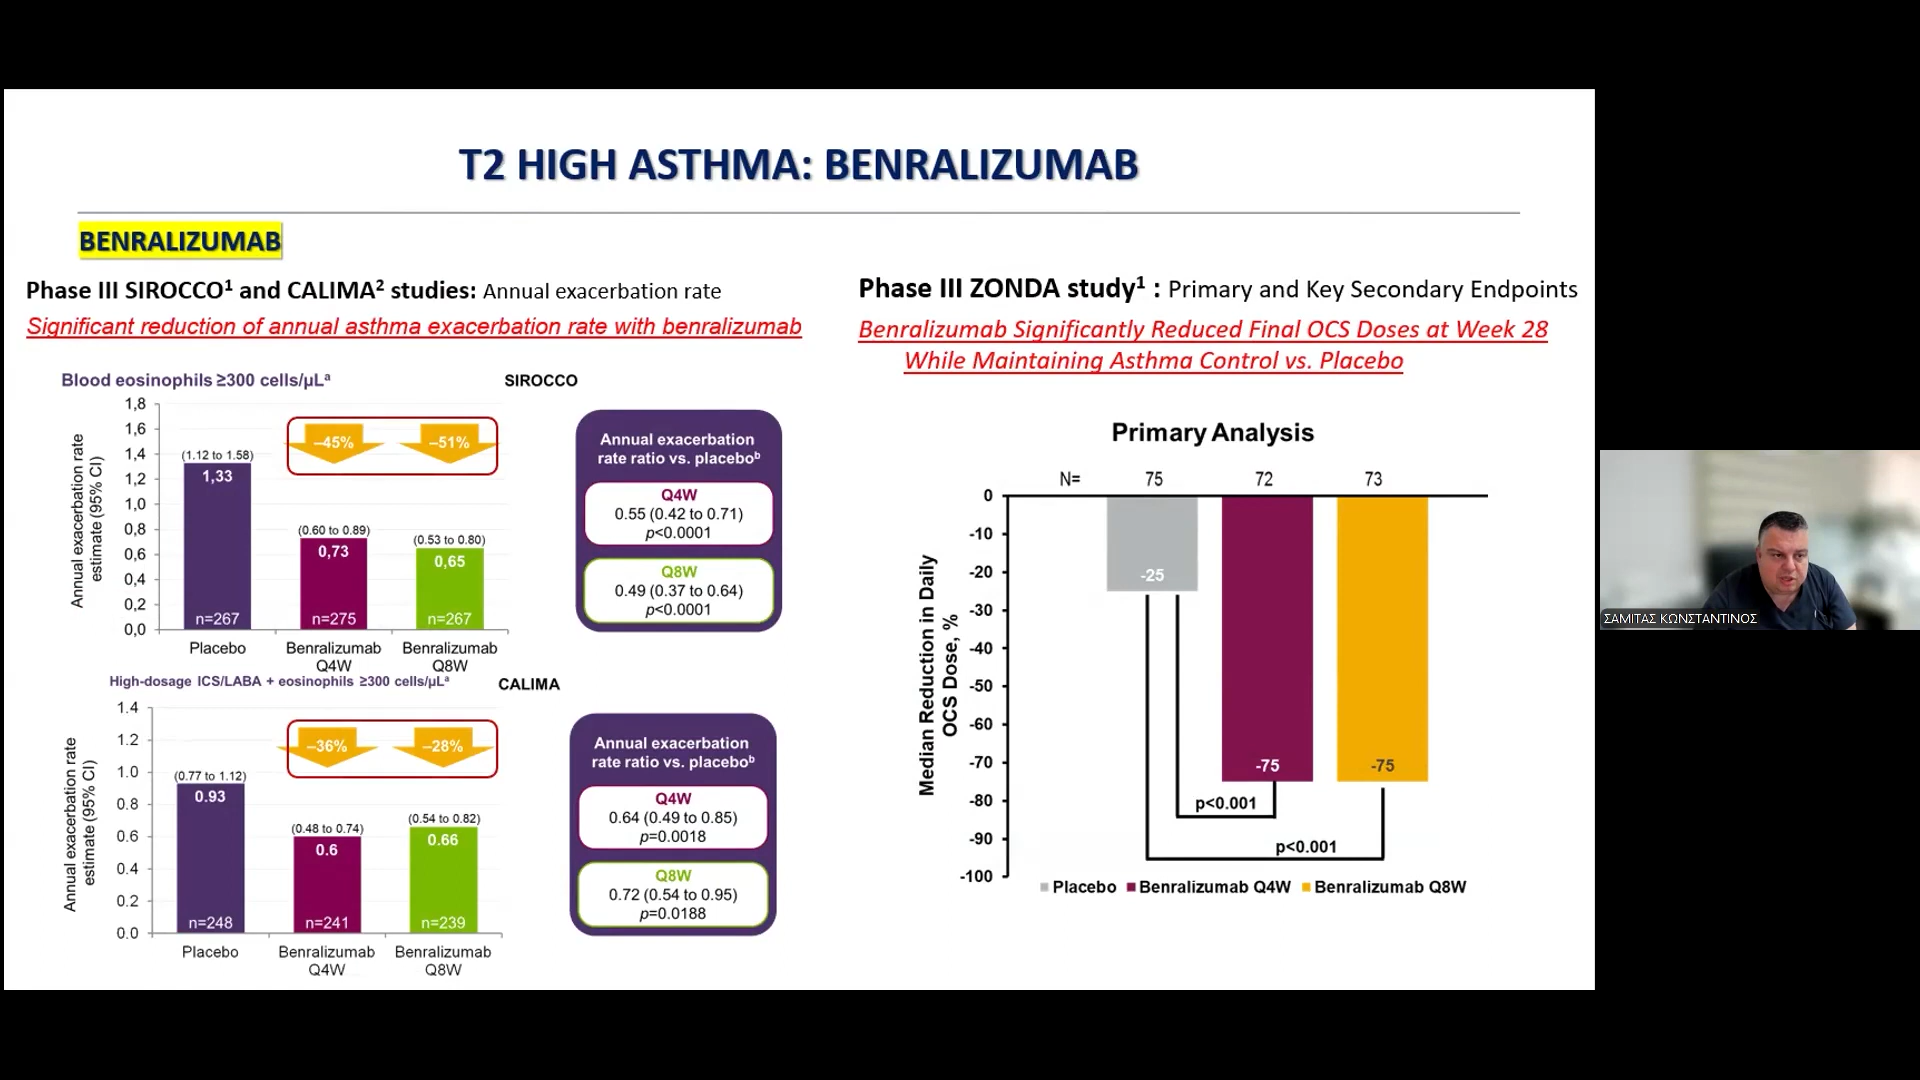 T2 HIGH ASTHMA: BENRALIZUMAB
BENRALIZUMAB
Phase III SIROCCO¹ and CALIMA² studies: Annual exacerbation rate
Significant reduction of annual asthma exacerbation rate with benralizumab
Blood eosinophils ≥300 cells/µLᵃ
SIROCCO
Annual exacerbation rate
estimate (95% CI)
1,8
1,6
1,4
1,2
1,0
0,8
0,6
0,4
0,2
0,0
–45%
–51%
(1.12 to 1.58)
1,33
n=267
(0.60 to 0.89)
0,73
n=275
(0.53 to 0.80)
0,65
n=267
Placebo
Benralizumab
Q4W
Benralizumab
Q8W
Annual exacerbation
rate ratio vs. placeboᵇ
Q4W
0.55 (0.42 to 0.71)
p<0.0001
Q8W
0.49 (0.37 to 0.64)
p<0.0001
High-dosage ICS/LABA + eosinophils ≥300 cells/µLᵃ
CALIMA
Annual exacerbation rate
estimate (95% CI)
1.4
1.2
1.0
0.8
0.6
0.4
0.2
0.0
–36%
–28%
(0.77 to 1.12)
0.93
n=248
(0.48 to 0.74)
0.6
n=241
(0.54 to 0.82)
0.66
n=239
Placebo
Benralizumab
Q4W
Benralizumab
Q8W
Annual exacerbation
rate ratio vs. placeboᵇ
Q4W
0.64 (0.49 to 0.85)
p=0.0018
Q8W
0.72 (0.54 to 0.95)
p=0.0188
Phase III ZONDA study¹ : Primary and Key Secondary Endpoints
Benralizumab Significantly Reduced Final OCS Doses at Week 28
While Maintaining Asthma Control vs. Placebo
Primary Analysis
N= 75 72 73
Median Reduction in Daily
OCS Dose, %
0
-10
-20
-30
-40
-50
-60
-70
-80
-90
-100
-25
-75
-75
p<0.001
p<0.001
Placebo Benralizumab Q4W Benralizumab Q8W
ΣΑΜΙΤΑΣ ΚΩΝΣΤΑΝΤΙΝΟΣ